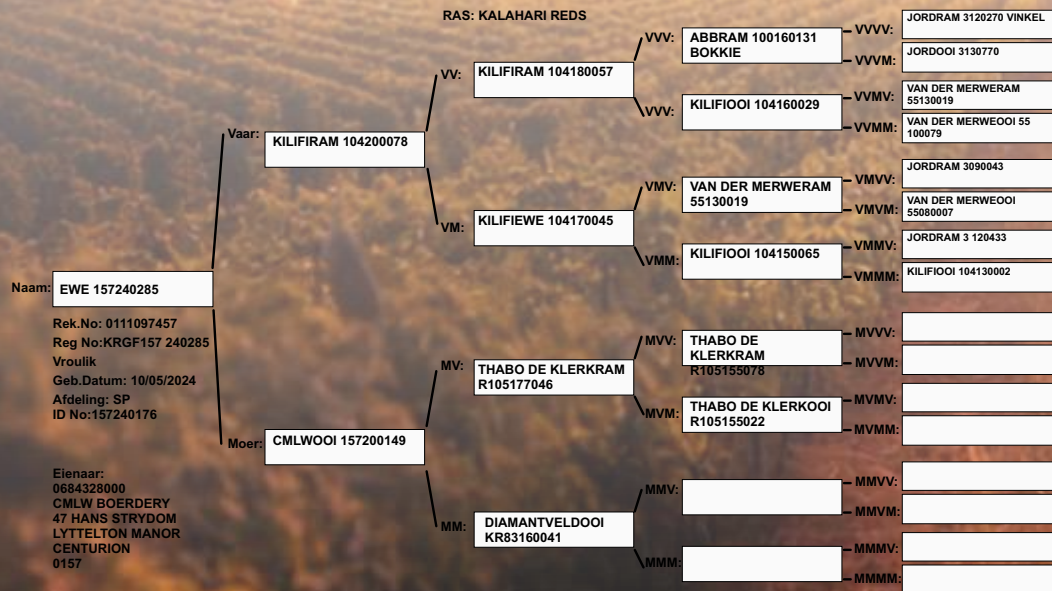 RAS: KALAHARI REDS
Naam:
EWE 157240285
Rek.No: 0111097457
Reg No:KRGF157 240285
Vroulik
Geb.Datum: 10/05/2024
Afdeling: SP
ID No:157240176
Eienaar:
0684328000
CMLW BOERDERY
47 HANS STRYDOM
LYTTELTON MANOR
CENTURION
0157
Vaar:
KILIFIRAM 104200078
Moer:
CMLWOOI 157200149
VV:
KILIFIRAM 104180057
VM:
KILIFIEWE 104170045
MV:
THABO DE KLERKRAM
R105177046
MM:
DIAMANTVELDOOI
KR83160041
VVV:
ABBRAM 100160131
BOKKIE
VVV:
KILIFIOOI 104160029
VMV:
VAN DER MERWERAM
55130019
VMM:
KILIFIOOI 104150065
MVV:
THABO DE
KLERKRAM
R105155078
MVM:
THABO DE KLERKOOI
R105155022
MMV:
MMM:
VVVV:
JORDRAM 3120270 VINKEL
VVVM:
JORDOOI 3130770
VVMV:
VAN DER MERWERAM
55130019
VVMM:
VAN DER MERWEOOI 55
100079
VMVV:
JORDRAM 3090043
VMVM:
VAN DER MERWEOOI
55080007
VMMV:
JORDRAM 3 120433
VMMM:
KILIFIOOI 104130002
MVVV:
MVVM:
MVMV:
MVMM:
MMVV:
MMVM:
MMMV:
MMMM: